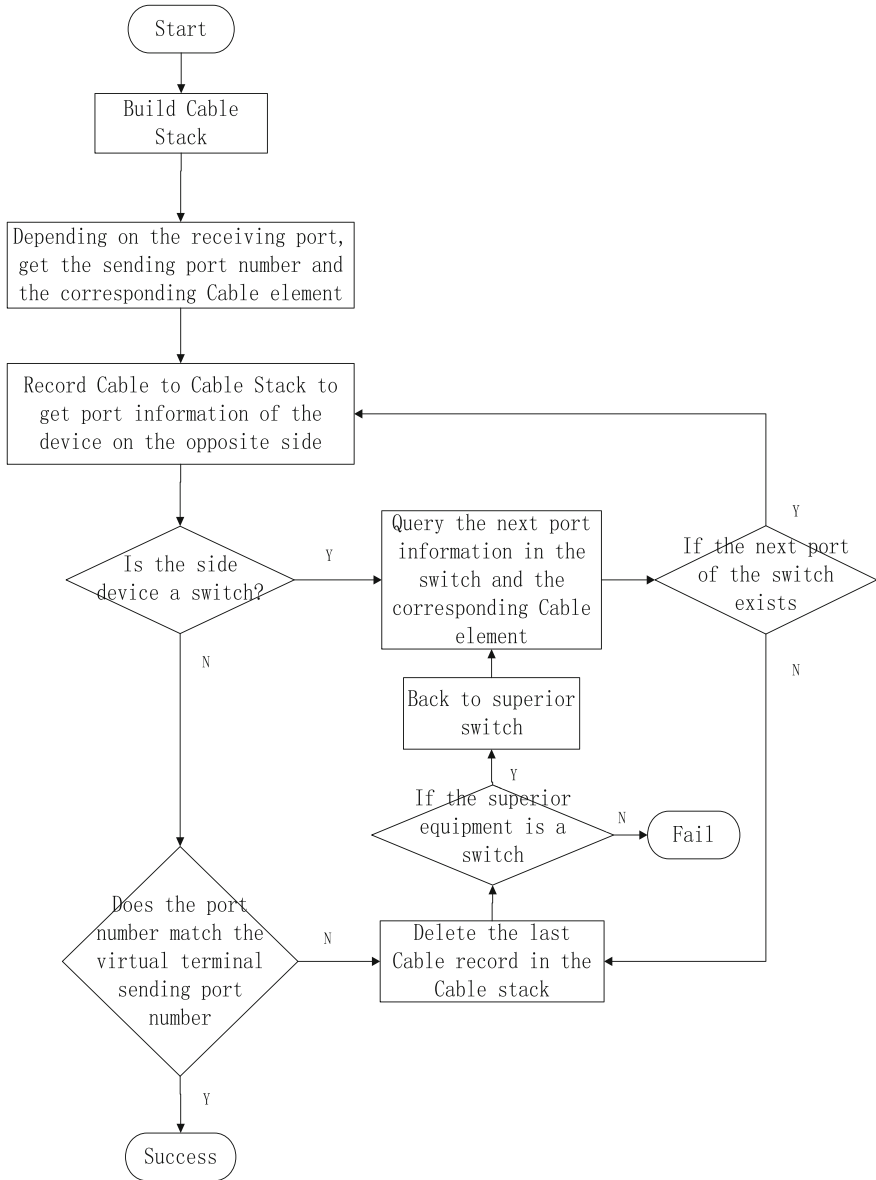 Start
Build Cable
Stack
Depending on the receiving port,
get the sending port number and
the corresponding Cable element
Record Cable to Cable Stack to
get port information of the
device on the opposite side
Is the side
device a switch?
Y
N
Query the next port
information in the
switch and the
corresponding Cable
element
If the next port
of the switch
exists
Y
N
Back to superior
switch
Y
If the superior
equipment is a
switch
N
Fail
Does the port
number match the
virtual terminal
sending port
number
N
Delete the last
Cable record in the
Cable stack
Y
Success